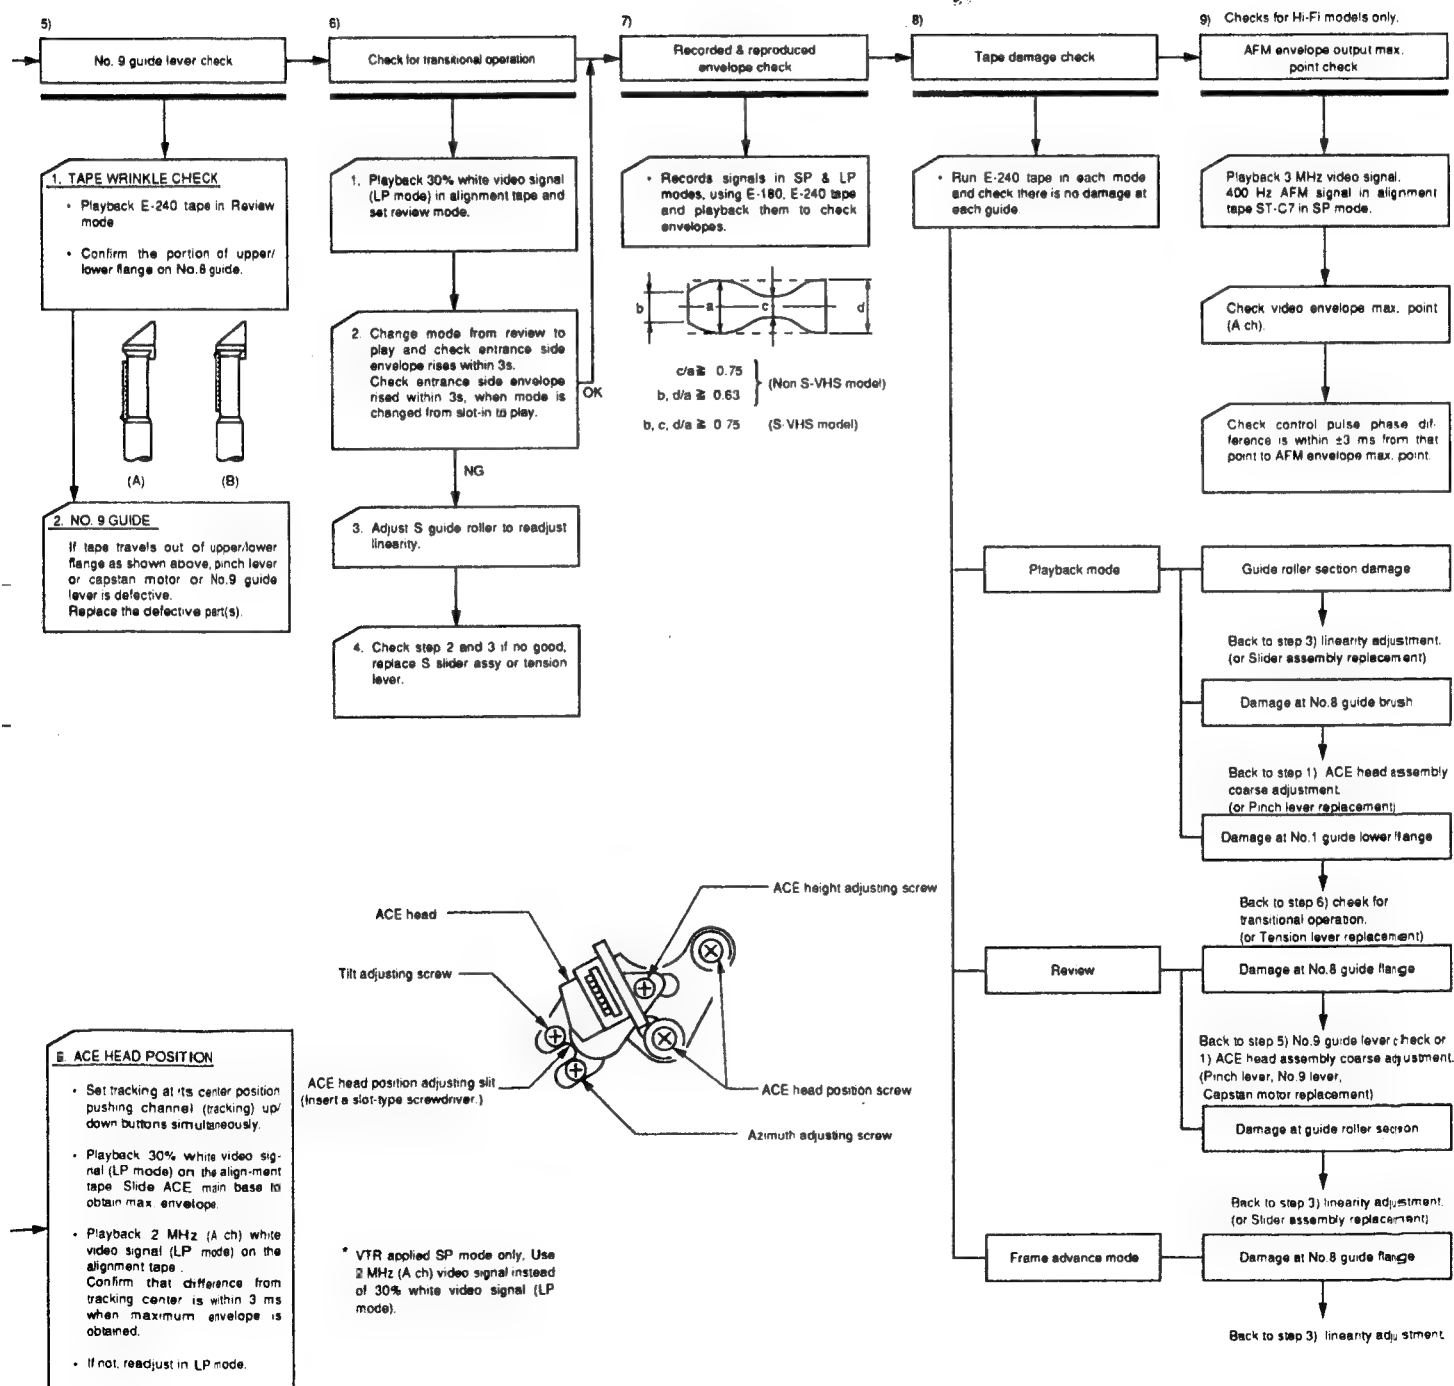 5)
No. 9 guide lever check
1. TAPE WRINKLE CHECK
• Playback E-240 tape in Review
mode
• Confirm the portion of upper/
lower flange on No.8 guide.
(A)
(B)
2. NO. 9 GUIDE
If tape travels out of upper/lower
flange as shown above, pinch lever
or capstan motor or No.9 guide
lever is defective.
Replace the defective part(s).
6)
Check for transitional operation
1. Playback 30% white video signal
(LP mode) in alignment tape and
set review mode.
2. Change mode from review to
play and check entrance side
envelope rises within 3s.
Check entrance side envelope
rised within 3s, when mode is
changed from slot-in to play.
OK
NG
3. Adjust S guide roller to readjust
linearity.
4. Check step 2 and 3 if no good,
replace S slider assy or tension
lever.
7)
Recorded & reproduced
envelope check
• Records signals in SP & LP
modes, using E-180, E-240 tape
and playback them to check
envelopes.
b
a
c
d
c/a ≧ 0.75
b, d/a ≧ 0.63
(Non S-VHS model)
b, c, d/a ≧ 0.75 (S-VHS model)
8)
Tape damage check
• Run E-240 tape in each mode
and check there is no damage at
each guide
9) Checks for Hi-Fi models only.
AFM envelope output max.
point check
Playback 3 MHz video signal.
400 Hz AFM signal in alignment
tape ST-C7 in SP mode.
Check video envelope max. point
(A ch).
Check control pulse phase dif-
ference is within ±3 ms from that
point to AFM envelope max. point.
Playback mode
Guide roller section damage
Back to step 3) linearity adjustment.
(or Slider assembly replacement)
Damage at No.8 guide brush
Back to step 1) ACE head assembly
coarse adjustment.
(or Pinch lever replacement)
Damage at No.1 guide lower flange
Back to step 6) cheek for
transitional operation.
(or Tension lever replacement)
Review
Damage at No.8 guide flange
Back to step 5) No.9 guide lever check or
1) ACE head assembly coarse adjustment.
(Pinch lever, No.9 lever,
Capstan motor replacement)
Damage at guide roller section
Back to step 3) linearity adjustment.
(or Slider assembly replacement)
Frame advance mode
Damage at No.8 guide flange
Back to step 3) linearity adjustment.
ACE head
ACE height adjusting screw
Tilt adjusting screw
ACE head position adjusting slit
(Insert a slot-type screwdriver.)
ACE head position screw
Azimuth adjusting screw
ACE HEAD POSITION
• Set tracking at its center position
pushing channel (tracking) up/
down buttons simultaneously.
• Playback 30% white video sig-
nal (LP mode) on the align-ment
tape Slide ACE main base to
obtain max envelope.
• Playback 2 MHz (A ch) white
video signal (LP mode) on the
alignment tape .
Confirm that difference from
tracking center is within 3 ms
when maximum envelope is
obtained.
• If not, readjust in LP mode.
* VTR applied SP mode only. Use
2 MHz (A ch) video signal instead
of 30% white video signal (LP
mode).